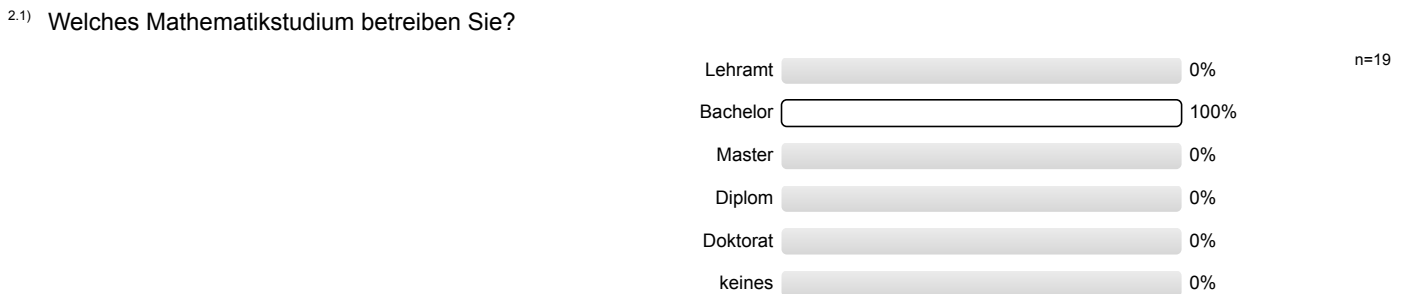 2.1) Welches Mathematikstudium betreiben Sie?
n=19
Lehramt 0%
Bachelor 100%
Master 0%
Diplom 0%
Doktorat 0%
keines 0%